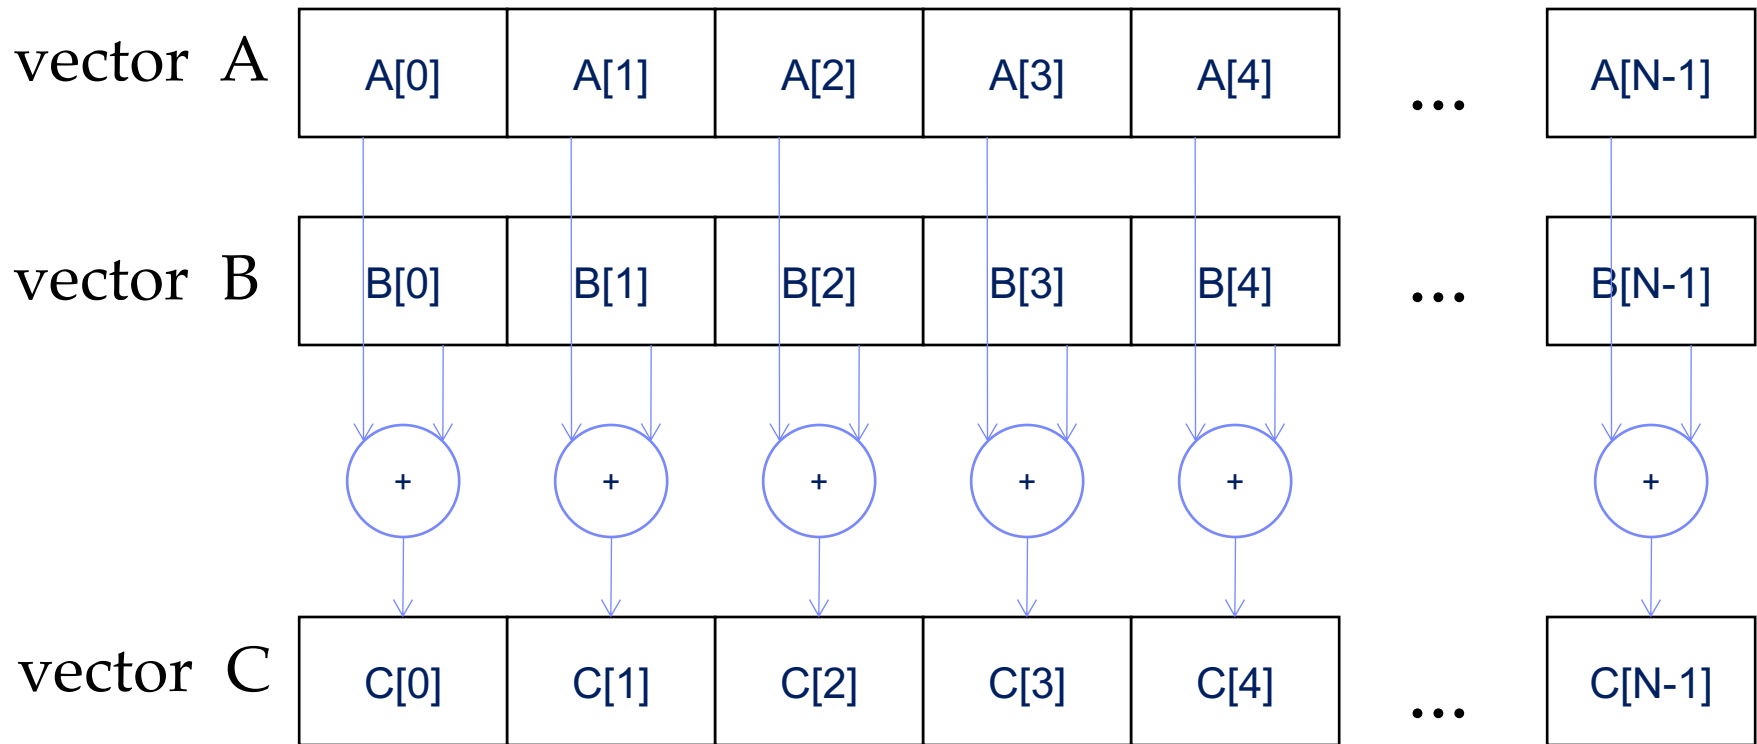 vector A A[0] A[1] A[2] A[3] A[4] ... A[N-1]
vector B B[0] B[1] B[2] B[3] B[4] ... B[N-1]
+ + + + + +
vector C C[0] C[1] C[2] C[3] C[4] ... C[N-1]